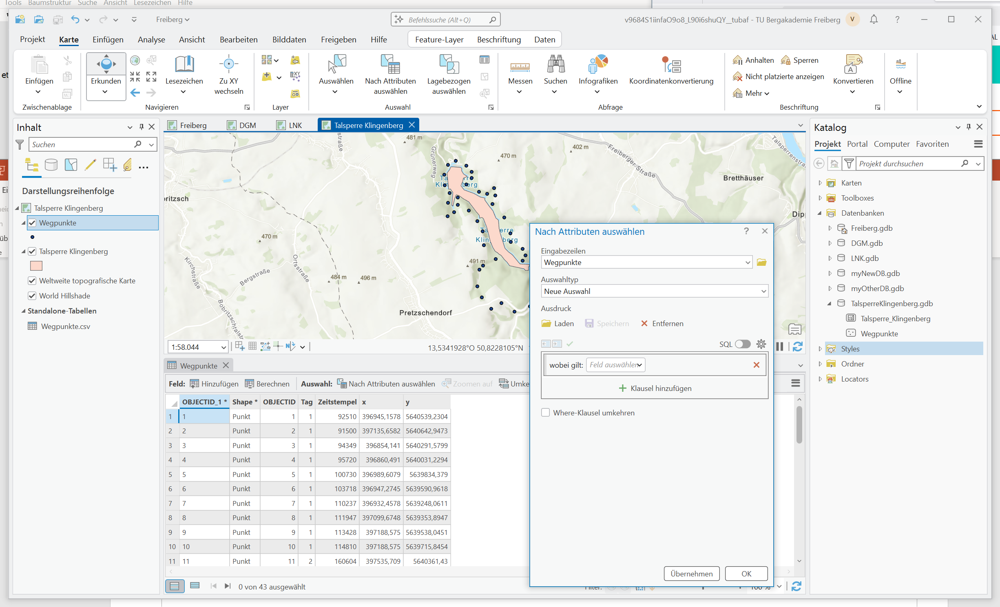 Tools Baumstruktur Suche Ansicht Lesezeichen Hilfe
Freiberg
Befehlssuche (Alt+Q)
v9684S1iinfaO9o8_L90i6shuQY__tubaf - TU Bergakademie Freiberg
V
Projekt Karte Einfügen Analyse Ansicht Bearbeiten Bilddaten Freigeben Hilfe Feature-Layer Beschriftung Daten
Einfügen
Zwischenablage
Erkunden
Lesezeichen
Zu XY wechseln
Navigieren
Layer
Auswählen
Nach Attributen auswählen
Lagebezogen auswählen
Auswahl
Messen
Suchen
Infografiken
Koordinatenkonvertierung
Abfrage
Anhalten Sperren
Nicht platzierte anzeigen
Mehr
Konvertieren
Beschriftung
Offline
Inhalt
Suchen
Darstellungsreihenfolge
Talsperre Klingenberg
Wegpunkte
Talsperre Klingenberg
Weltweite topografische Karte
World Hillshade
Standalone-Tabellen
Wegpunkte.csv
Freiberg DGM LNK Talsperre Klingenberg
481 m
402 m
470 m
Grünerweg
Freiberger Straße
Talsperrenstra
Bretthäuser
britzsch
Dipp
470 m
491 m
484 m
496 m
Kirchstraße
Bergstraße
Ortsstraße
Bobritzschtalstr
Pretzschendorf
1:58.044
13,5341928°O 50,8228105°N
Wegpunkte
Feld: Hinzufügen Berechnen Auswahl: Nach Attributen auswählen Zoomen auf Umke
OBJECTID_1 * Shape * OBJECTID Tag Zeitstempel x y
1 1 Punkt 1 1 92510 396945,1578 5640539,2304
2 2 Punkt 2 1 91500 397135,6582 5640642,9473
3 3 Punkt 3 1 94349 396854,141 5640291,5799
4 4 Punkt 4 1 95720 396860,491 5640031,2294
5 5 Punkt 5 1 100730 396989,6079 5639834,379
6 6 Punkt 6 1 103718 396947,2745 5639590,9618
7 7 Punkt 7 1 110237 396932,4578 5639248,0611
8 8 Punkt 8 1 111947 397099,6748 5639353,8947
9 9 Punkt 9 1 113428 397188,575 5639538,0451
10 10 Punkt 10 1 114810 397188,575 5639715,8454
11 11 Punkt 11 2 160604 397535,709 5640361,43
0 von 43 ausgewählt
Filter:
100 %
Nach Attributen auswählen
Eingabezeilen
Wegpunkte
Auswahltyp
Neue Auswahl
Ausdruck
Laden Speichern Entfernen
SQL
wobei gilt: Feld auswählen
Klausel hinzufügen
Where-Klausel umkehren
Übernehmen OK
Katalog
Projekt Portal Computer Favoriten
Projekt durchsuchen
Karten
Toolboxes
Datenbanken
Freiberg.gdb
DGM.gdb
LNK.gdb
myNewDB.gdb
myOtherDB.gdb
TalsperreKlingenberg.gdb
Talsperre_Klingenberg
Wegpunkte
Styles
Ordner
Locators